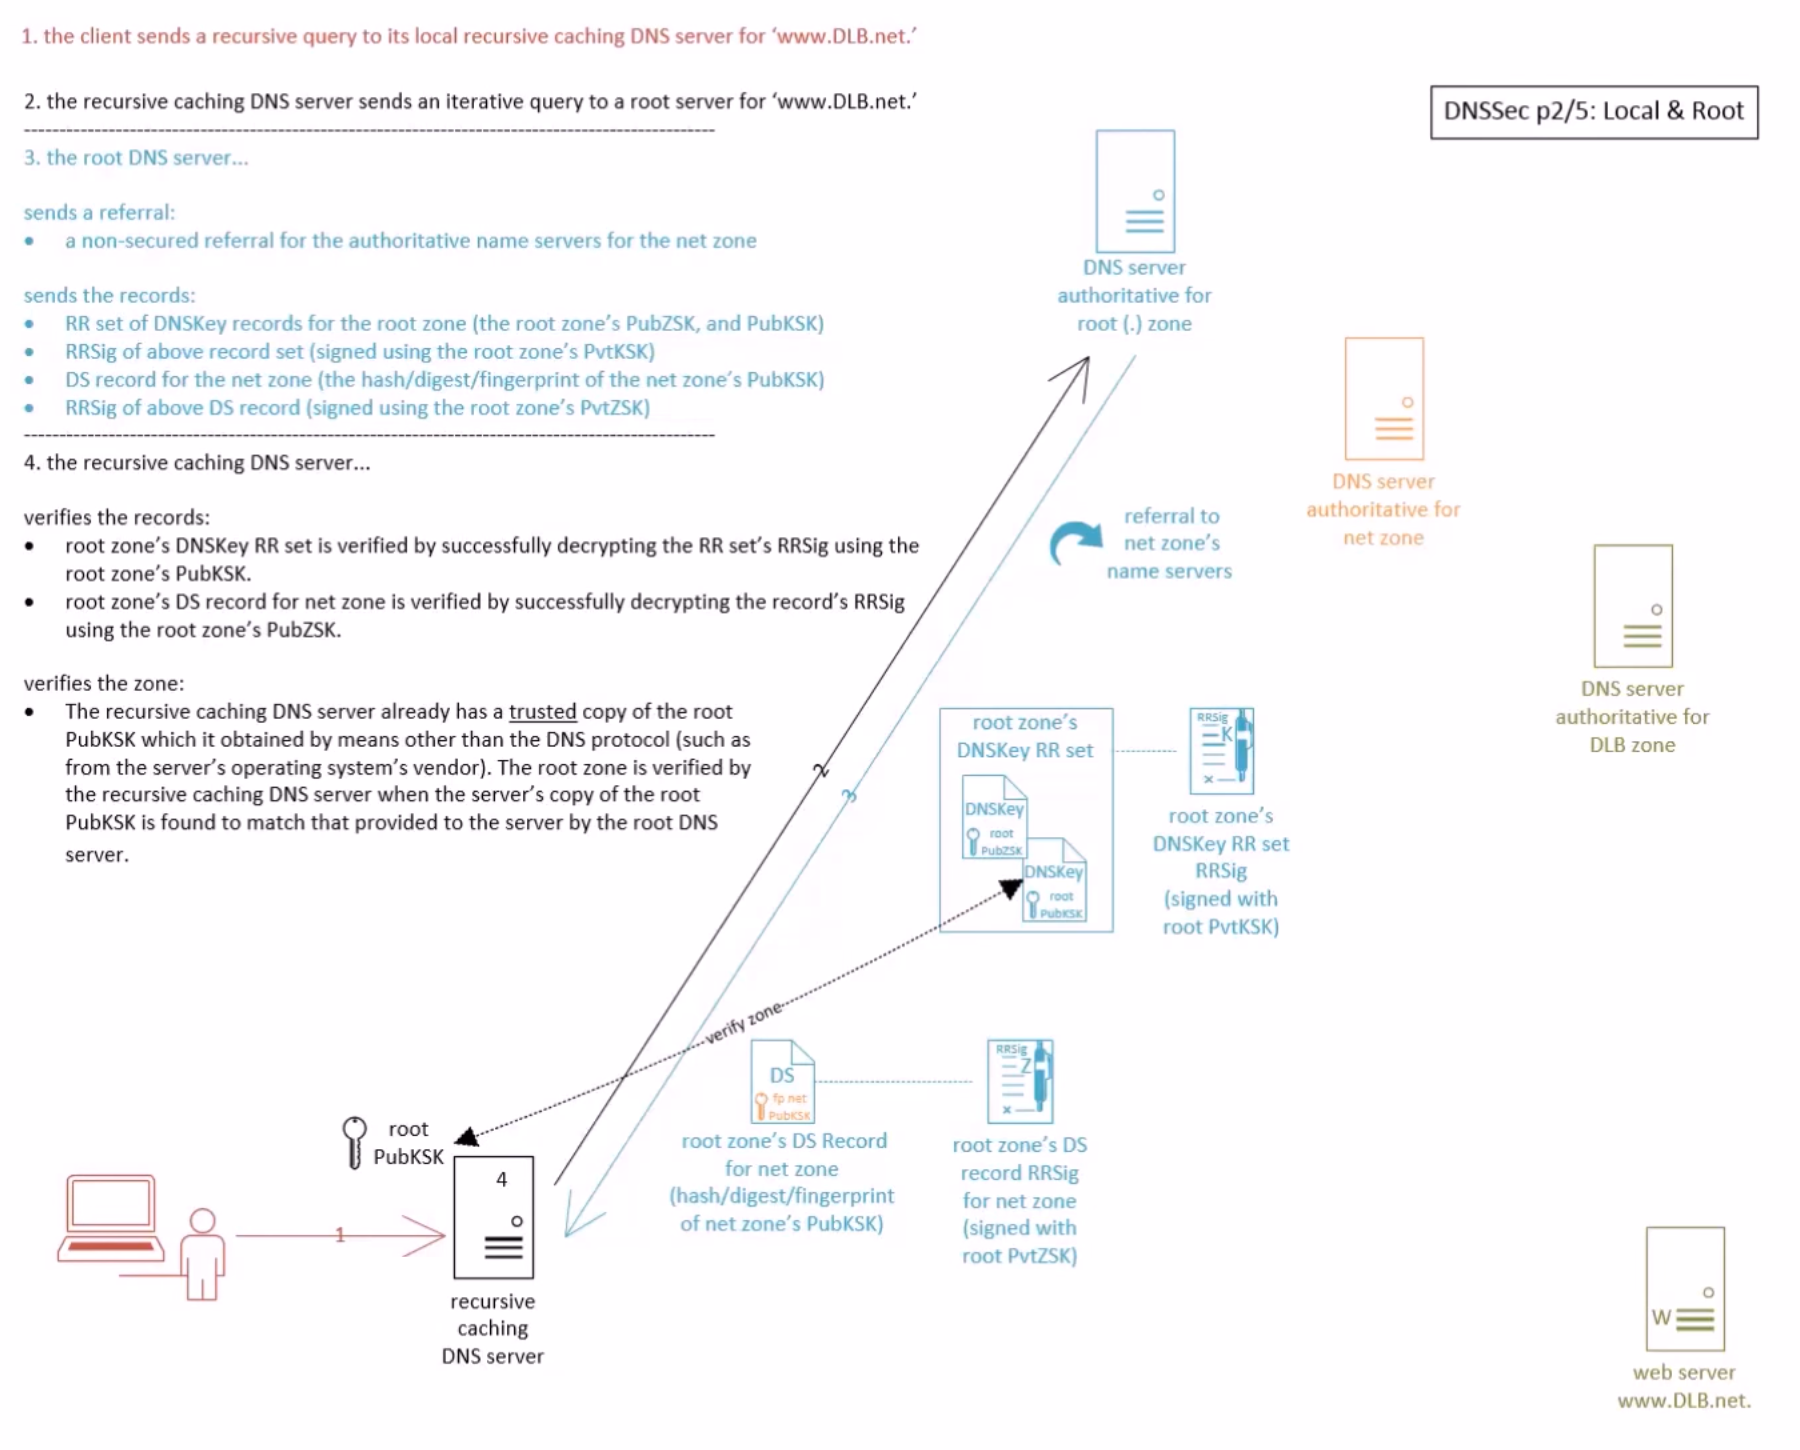 1. the client sends a recursive query to its local recursive caching DNS server for ‘www.DLB.net.’
2. the recursive caching DNS server sends an iterative query to a root server for ‘www.DLB.net.’
3. the root DNS server...
sends a referral:
• a non-secured referral for the authoritative name servers for the net zone
sends the records:
• RR set of DNSKey records for the root zone (the root zone’s PubZSK, and PubKSK)
• RRSig of above record set (signed using the root zone’s PvtKSK)
• DS record for the net zone (the hash/digest/fingerprint of the net zone’s PubKSK)
• RRSig of above DS record (signed using the root zone’s PvtZSK)
4. the recursive caching DNS server...
verifies the records:
• root zone’s DNSKey RR set is verified by successfully decrypting the RR set’s RRSig using the
root zone’s PubKSK.
• root zone’s DS record for net zone is verified by successfully decrypting the record’s RRSig
using the root zone’s PubZSK.
verifies the zone:
• The recursive caching DNS server already has a trusted copy of the root
PubKSK which it obtained by means other than the DNS protocol (such as
from the server’s operating system’s vendor). The root zone is verified by
the recursive caching DNS server when the server’s copy of the root
PubKSK is found to match that provided to the server by the root DNS
server.
DNSSec p2/5: Local & Root
DNS server
authoritative for
root (.) zone
DNS server
authoritative for
net zone
referral to
net zone’s
name servers
DNS server
authoritative for
DLB zone
2
3
root zone’s
DNSKey RR set
DNSKey
root
PubZSK
DNSKey
root
PubKSK
RRSig
K
x
root zone’s
DNSKey RR set
RRSig
(signed with
root PvtKSK)
verify zone
DS
fp net
PubKSK
root zone’s DS Record
for net zone
(hash/digest/fingerprint
of net zone’s PubKSK)
RRSig
Z
x
root zone’s DS
record RRSig
for net zone
(signed with
root PvtZSK)
root
PubKSK
1
4
recursive
caching
DNS server
W
web server
www.DLB.net.